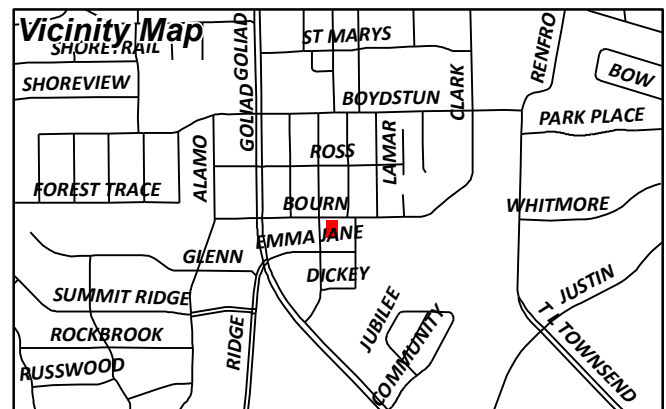 Vicinity Map
SHORE TRAIL
GOLIAD
ST MARYS
RENFRO
BOW
SHOREVIEW
BOYDSTUN
CLARK
GOLIAD
PARK PLACE
ALAMO
ROSS
LAMAR
FOREST TRACE
BOURN
WHITMORE
EMMA JANE
GLENN
DICKEY
JUSTIN
SUMMIT RIDGE
JUBILEE
T L TOWNSEND
ROCKBROOK
RIDGE
COMMUNITY
RUSSWOOD